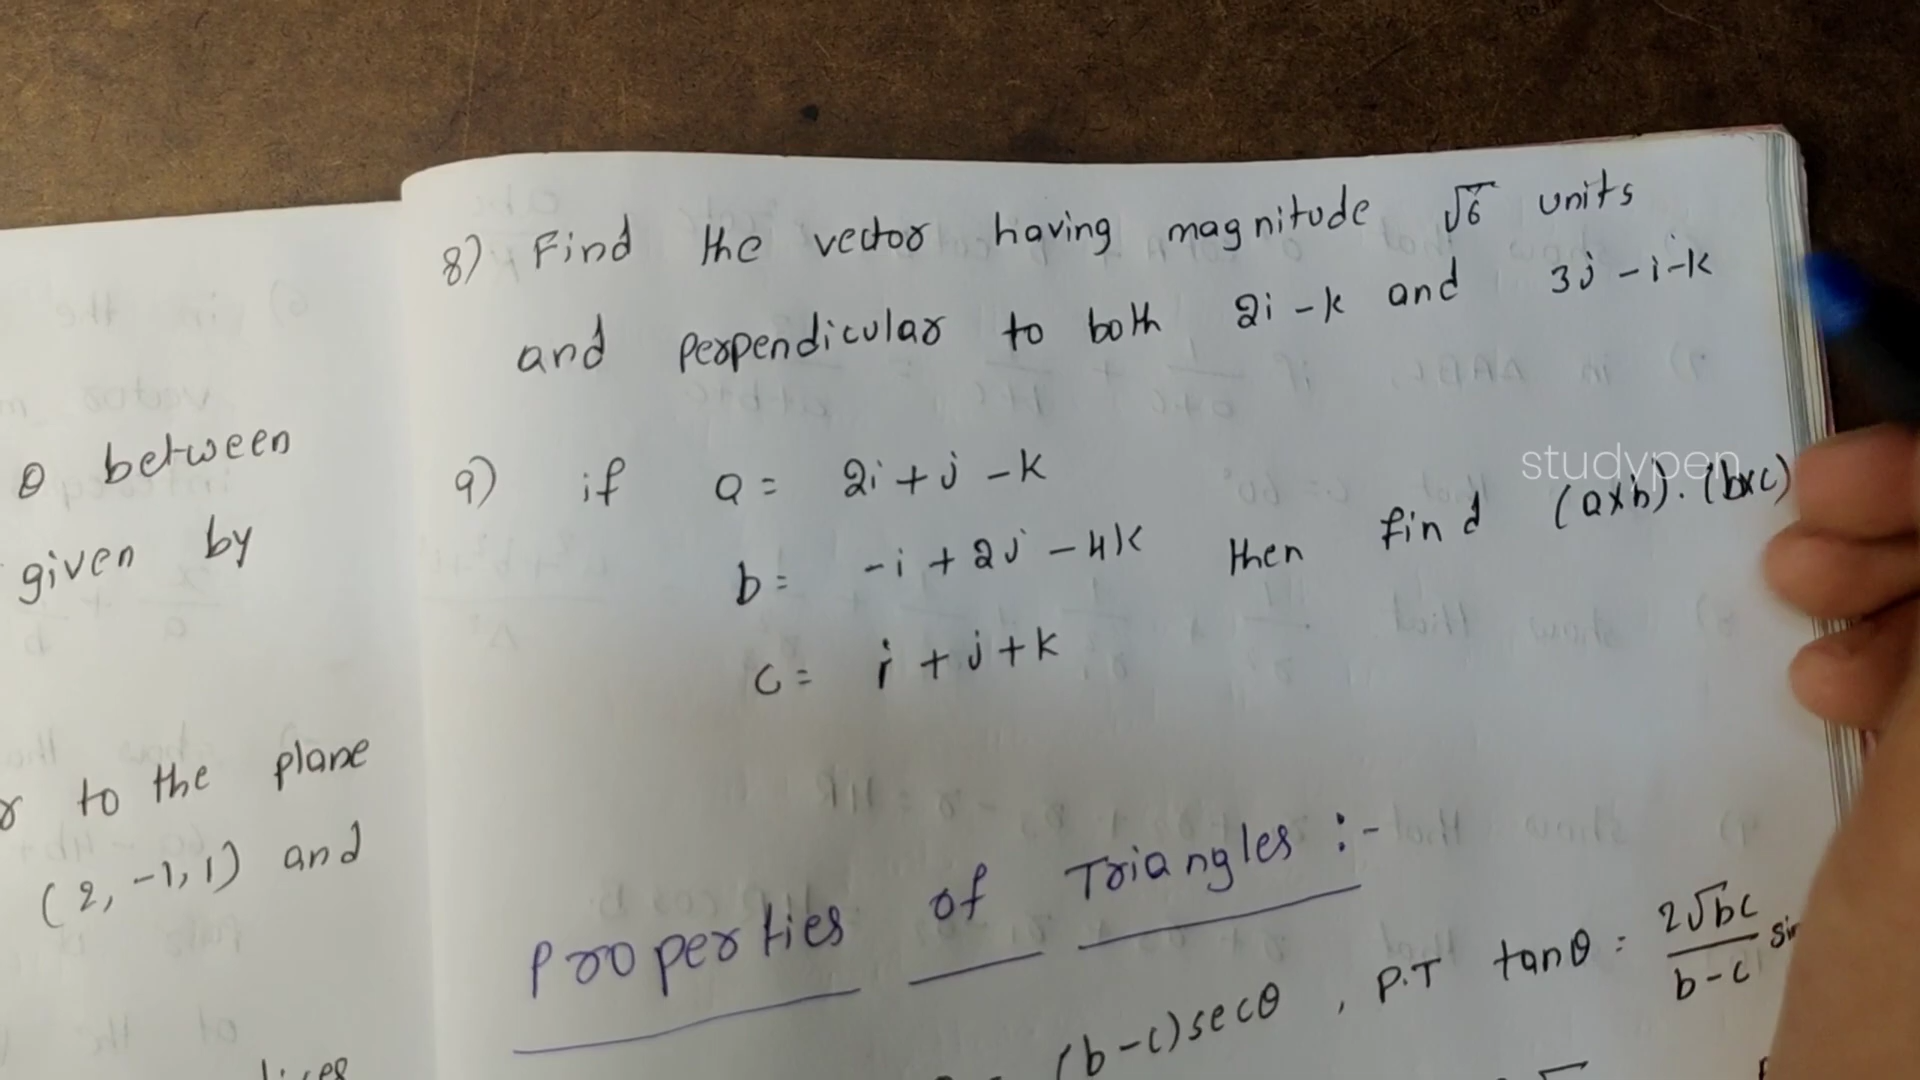 θ between
given by
to the plane
(2, -1, 1) and
8) Find the vector having magnitude √6 units
and perpendicular to both 2i - k and 3j - i - k
studypen
9) if a = 2i + j - k
b = -i + 2j - 4k then find (a×b).(b×c)
c = i + j + k
Properties of Triangles :-
(b-c) secθ , P.T tanθ = 2√bc / b-c